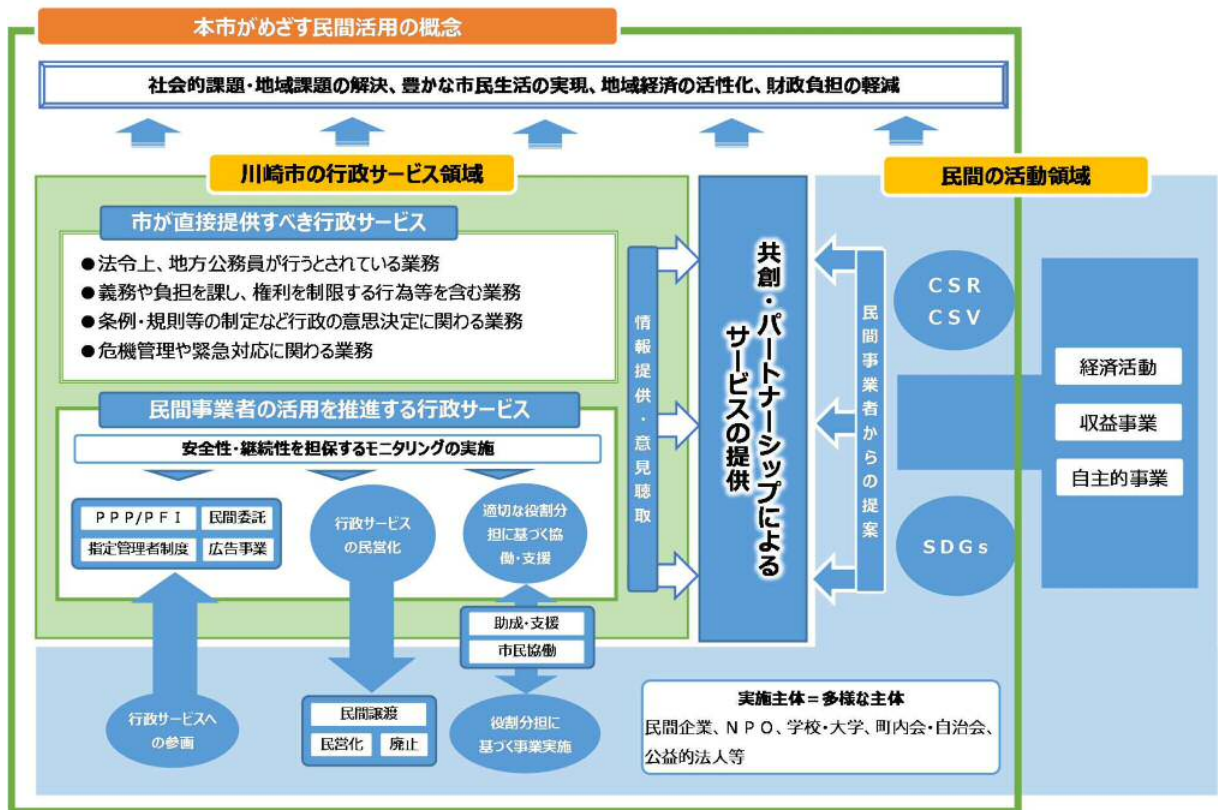 本市がめざす民間活用の概念
社会的課題・地域課題の解決、豊かな市民生活の実現、地域経済の活性化、財政負担の軽減
川崎市の行政サービス領域
市が直接提供すべき行政サービス
●法令上、地方公務員が行うとされている業務
●義務や負担を課し、権利を制限する行為等を含む業務
●条例・規則等の制定など行政の意思決定に関わる業務
●危機管理や緊急対応に関わる業務
民間事業者の活用を推進する行政サービス
安全性・継続性を担保するモニタリングの実施
PPP/PFI
民間委託
指定管理者制度
広告事業
行政サービス
の民営化
適切な役割分
担に基づく協
働・支援
助成・支援
市民協働
行政サービスへ
の参画
民間譲渡
民営化
廃止
役割分担に
基づく事業実施
情報提供・意見聴取
共創・パートナーシップによる
サービスの提供
民間事業者からの提案
民間の活動領域
CSR
CSV
SDGs
経済活動
収益事業
自主的事業
実施主体＝多様な主体
民間企業、NPO、学校・大学、町内会・自治会、
公益的法人等